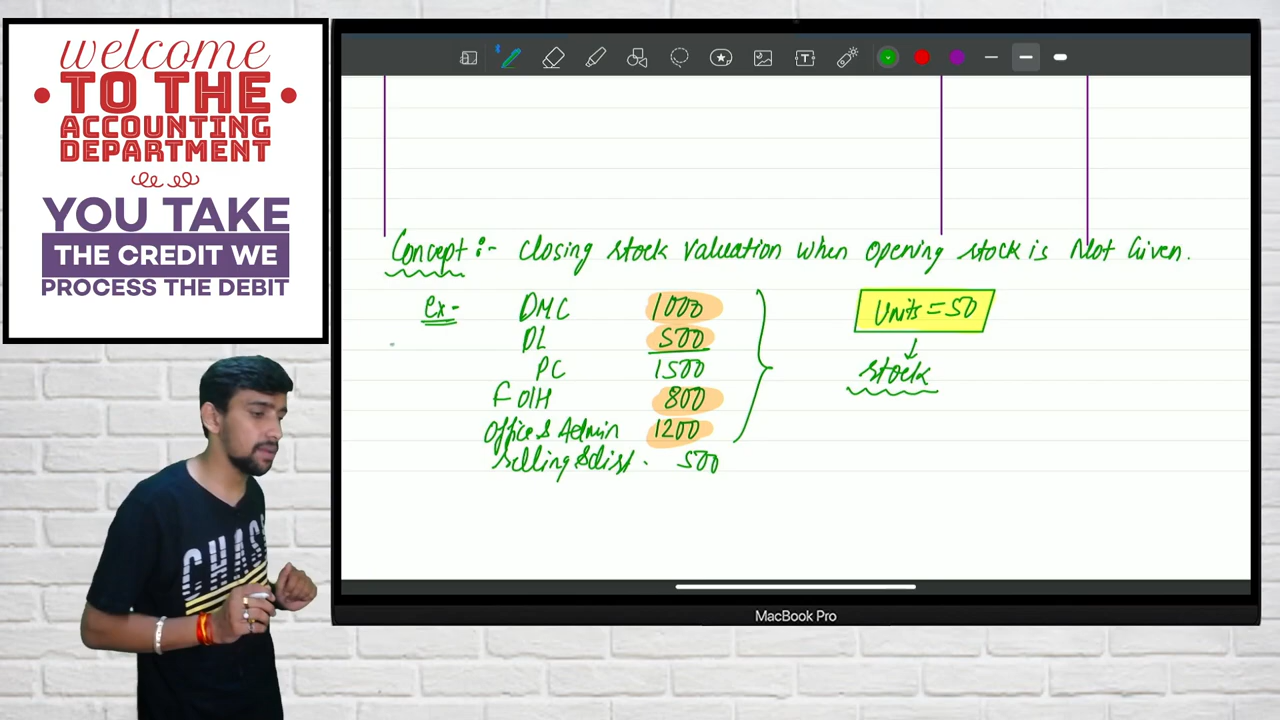 welcome
TO THE
ACCOUNTING
DEPARTMENT
YOU TAKE
THE CREDIT WE
PROCESS THE DEBIT
T
Concept :- Closing stock Valuation when opening stock is Not Given.
Ex- DMC 1000
DL 500
PC 1500
F OH 800
Office & Admin 1200
Selling & dist. 500
Units = 50
stock
CHAS
MacBook Pro